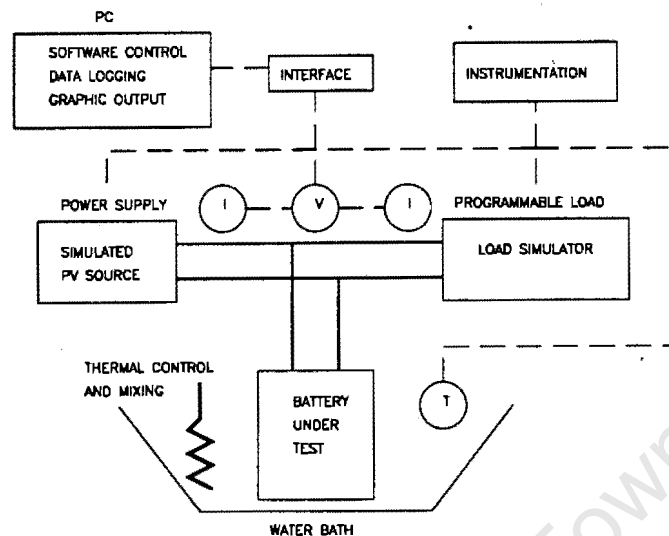 PC
SOFTWARE CONTROL
DATA LOGGING
GRAPHIC OUTPUT
INTERFACE
INSTRUMENTATION
POWER SUPPLY
I
V
I
PROGRAMMABLE LOAD
SIMULATED
PV SOURCE
LOAD SIMULATOR
THERMAL CONTROL
AND MIXING
BATTERY
UNDER
TEST
T
WATER BATH
Town